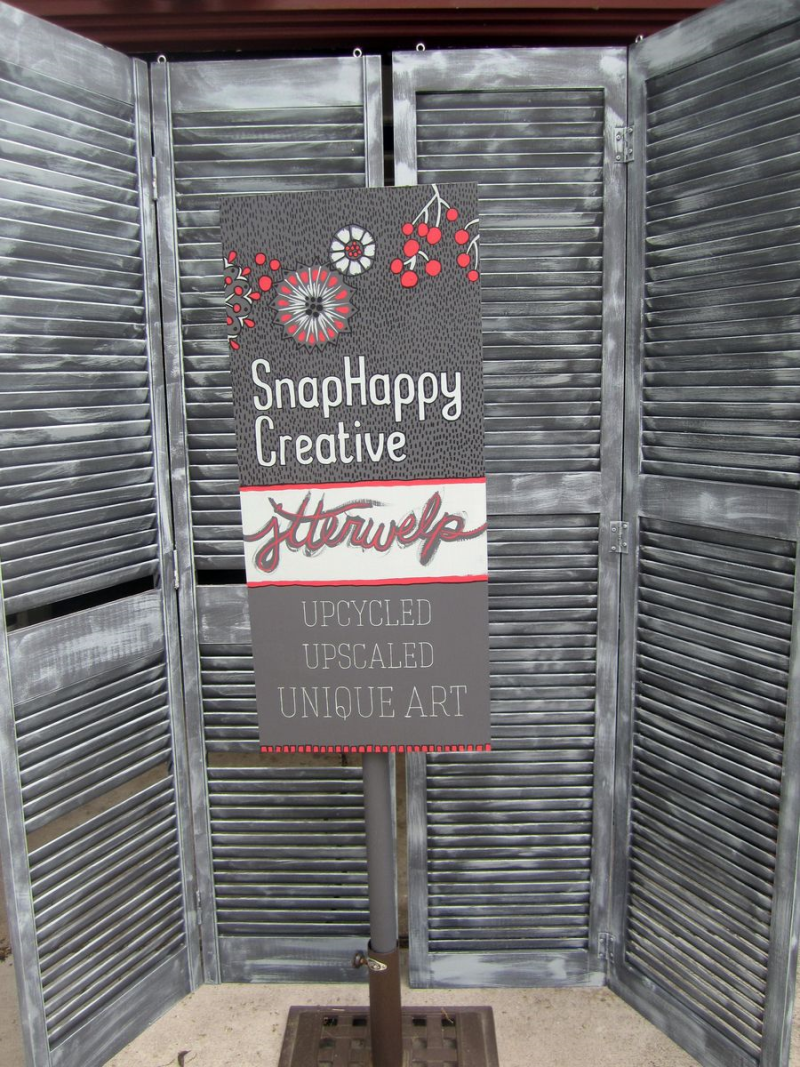 SnapHappy
Creative
jtterwelp
UPCYCLED
UPSCALED
UNIQUE ART